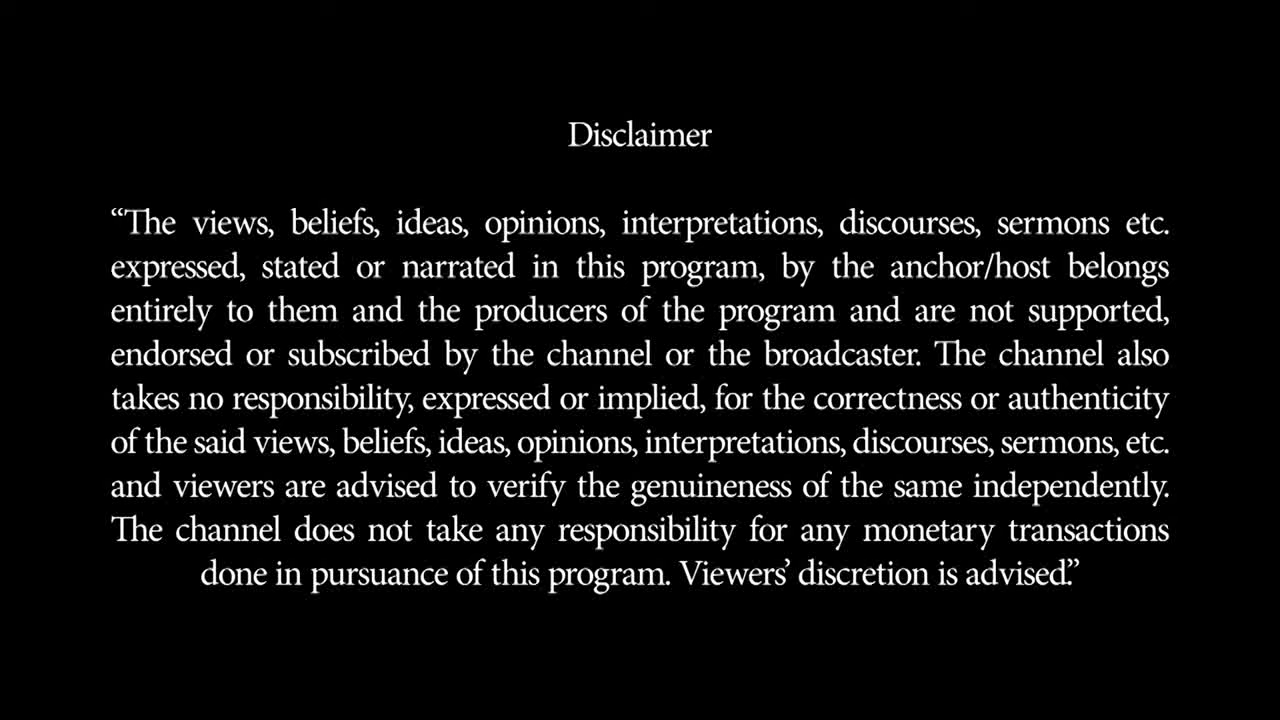 Disclaimer
“The views, beliefs, ideas, opinions, interpretations, discourses, sermons etc.
expressed, stated or narrated in this program, by the anchor/host belongs
entirely to them and the producers of the program and are not supported,
endorsed or subscribed by the channel or the broadcaster. The channel also
takes no responsibility, expressed or implied, for the correctness or authenticity
of the said views, beliefs, ideas, opinions, interpretations, discourses, sermons, etc.
and viewers are advised to verify the genuineness of the same independently.
The channel does not take any responsibility for any monetary transactions
done in pursuance of this program. Viewers’ discretion is advised.”